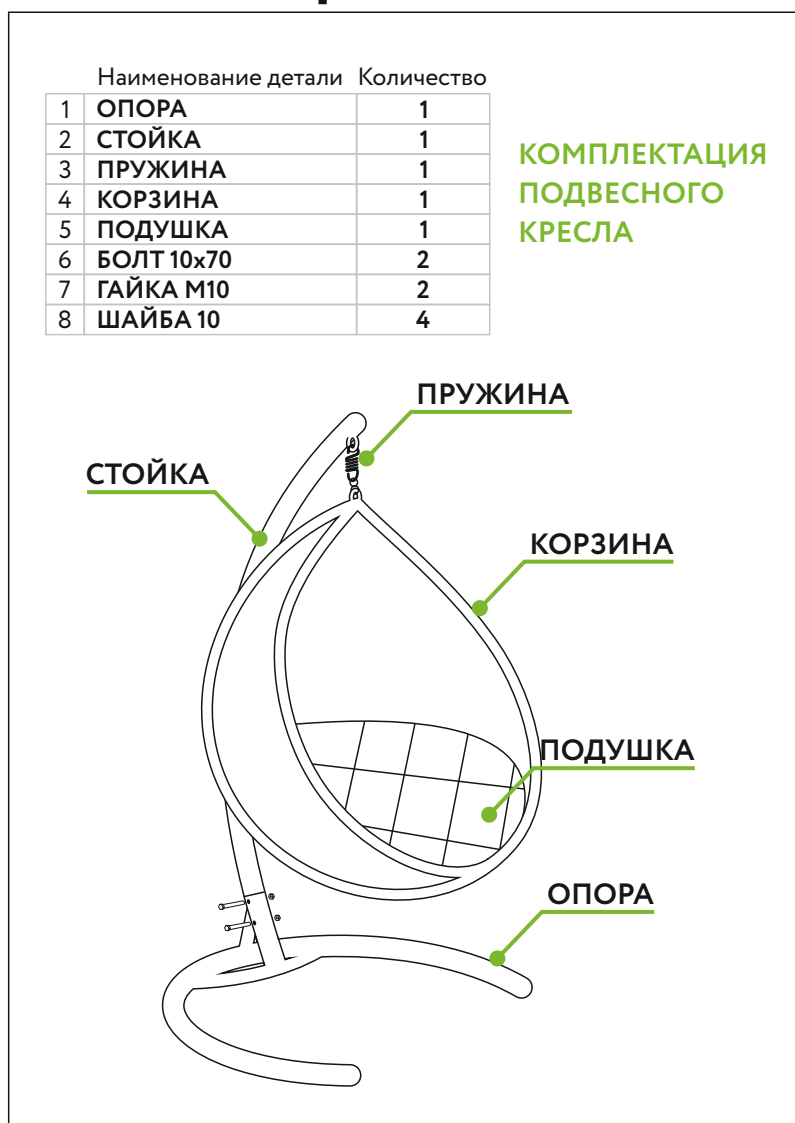 Наименование детали Количество
1 ОПОРА 1
2 СТОЙКА 1
3 ПРУЖИНА 1
4 КОРЗИНА 1
5 ПОДУШКА 1
6 БОЛТ 10х70 2
7 ГАЙКА М10 2
8 ШАЙБА 10 4
КОМПЛЕКТАЦИЯ
ПОДВЕСНОГО
КРЕСЛА
ПРУЖИНА
СТОЙКА
КОРЗИНА
ПОДУШКА
ОПОРА